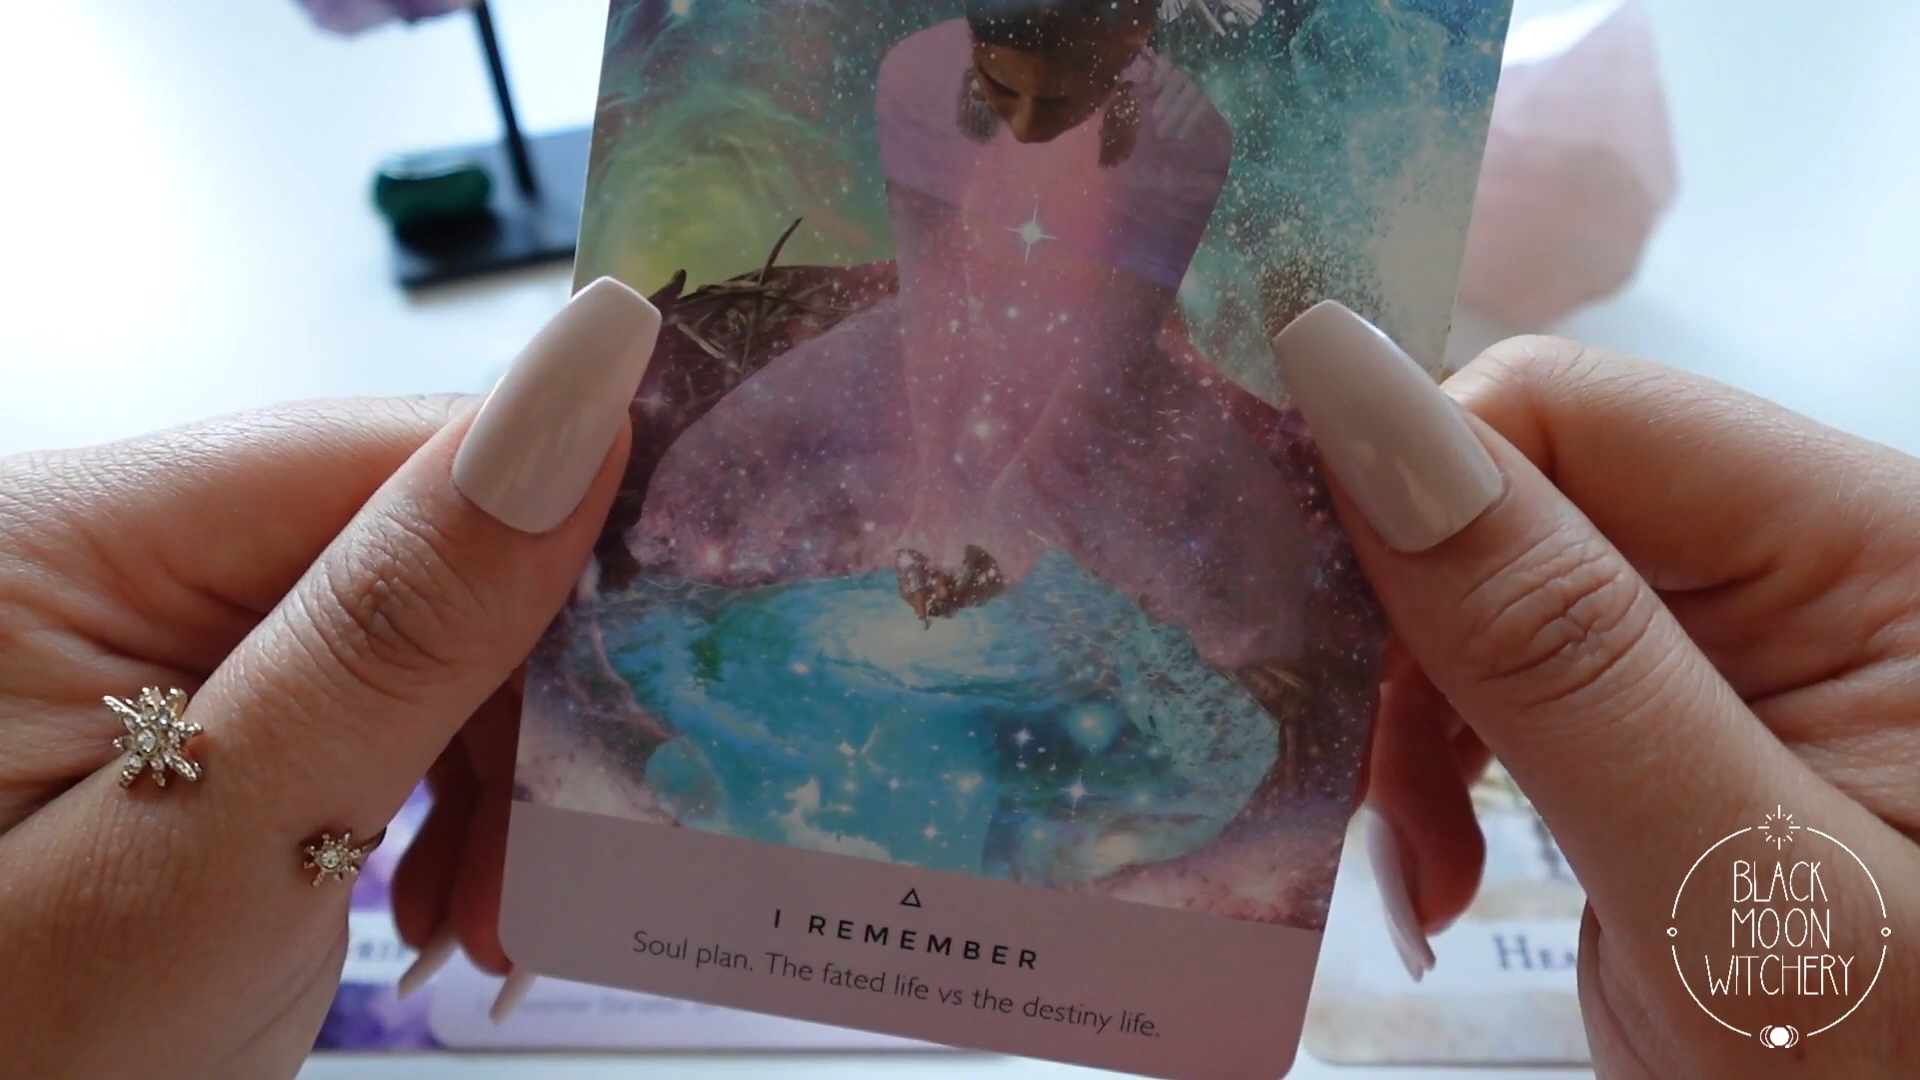 I REMEMBER
Soul plan. The fated life vs the destiny life.
BLACK
MOON
WITCHERY